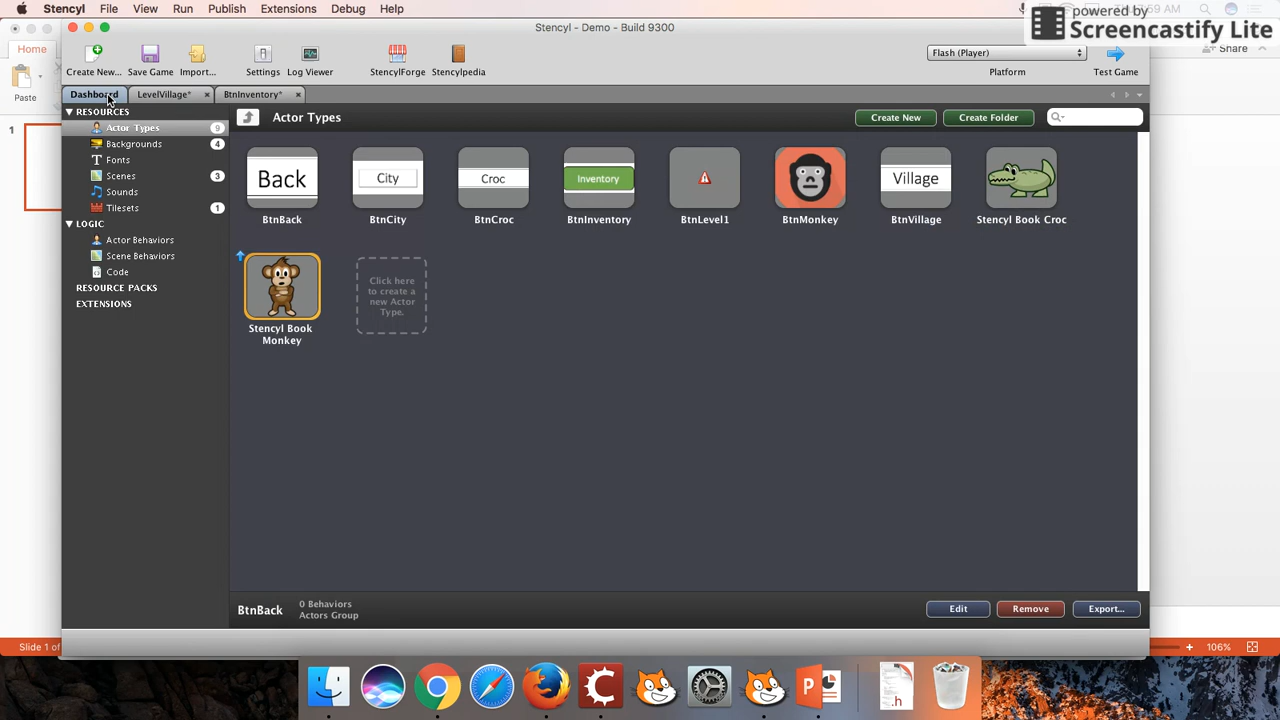 Stencyl File View Run Publish Extensions Debug Help
:59 AM
powered by
Screencastify Lite
Stencyl - Demo - Build 9300
Home
Share
Create New... Save Game Import... Settings Log Viewer StencylForge Stencylpedia
Flash (Player)
Platform
Test Game
Paste
Dashboard LevelVillage* × BtnInventory* ×
RESOURCES
Actor Types 9
Backgrounds 4
Fonts
Scenes 3
Sounds
Tilesets 1
LOGIC
Actor Behaviors
Scene Behaviors
Code
RESOURCE PACKS
EXTENSIONS
1
Actor Types
Create New Create Folder
Back City Croc Inventory Village
BtnBack BtnCity BtnCroc BtnInventory BtnLevel1 BtnMonkey BtnVillage Stencyl Book Croc
Click here
to create a
new Actor
Type.
Stencyl Book
Monkey
BtnBack
0 Behaviors
Actors Group
Edit Remove Export...
Slide 1 of
106%
.h